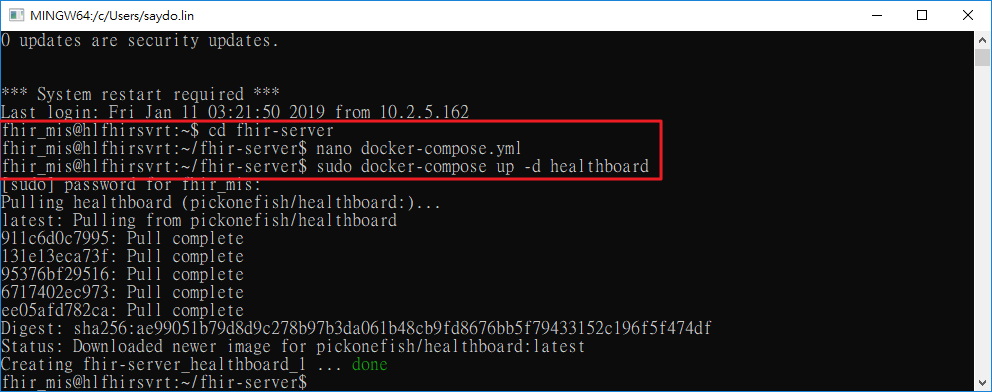 MINGW64:/c/Users/saydo.lin
0 updates are security updates.
*** System restart required ***
Last login: Fri Jan 11 03:21:50 2019 from 10.2.5.162
fhir_mis@hlfhirsvrt:~$ cd fhir-server
fhir_mis@hlfhirsvrt:~/fhir-server$ nano docker-compose.yml
fhir_mis@hlfhirsvrt:~/fhir-server$ sudo docker-compose up -d healthboard
[sudo] password for fhir_mis:
Pulling healthboard (pickonefish/healthboard:)...
latest: Pulling from pickonefish/healthboard
911c6d0c7995: Pull complete
131e13eca73f: Pull complete
95376bf29516: Pull complete
6717402ec973: Pull complete
ee05afd782ca: Pull complete
Digest: sha256:ae99051b79d8d9c278b97b3da061b48cb9fd8676bb5f79433152c196f5f474df
Status: Downloaded newer image for pickonefish/healthboard:latest
Creating fhir-server_healthboard_1 ... done
fhir_mis@hlfhirsvrt:~/fhir-server$